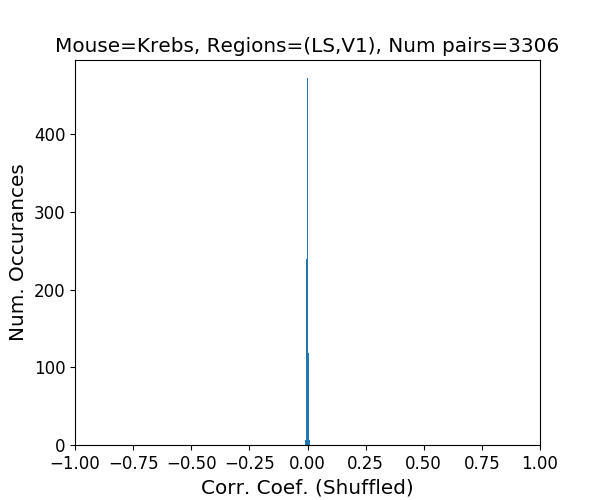 Mouse=Krebs, Regions=(LS,V1), Num pairs=3306
Num. Occurances
400
300
200
100
0
−1.00 −0.75 −0.50 −0.25 0.00 0.25 0.50 0.75 1.00
Corr. Coef. (Shuffled)